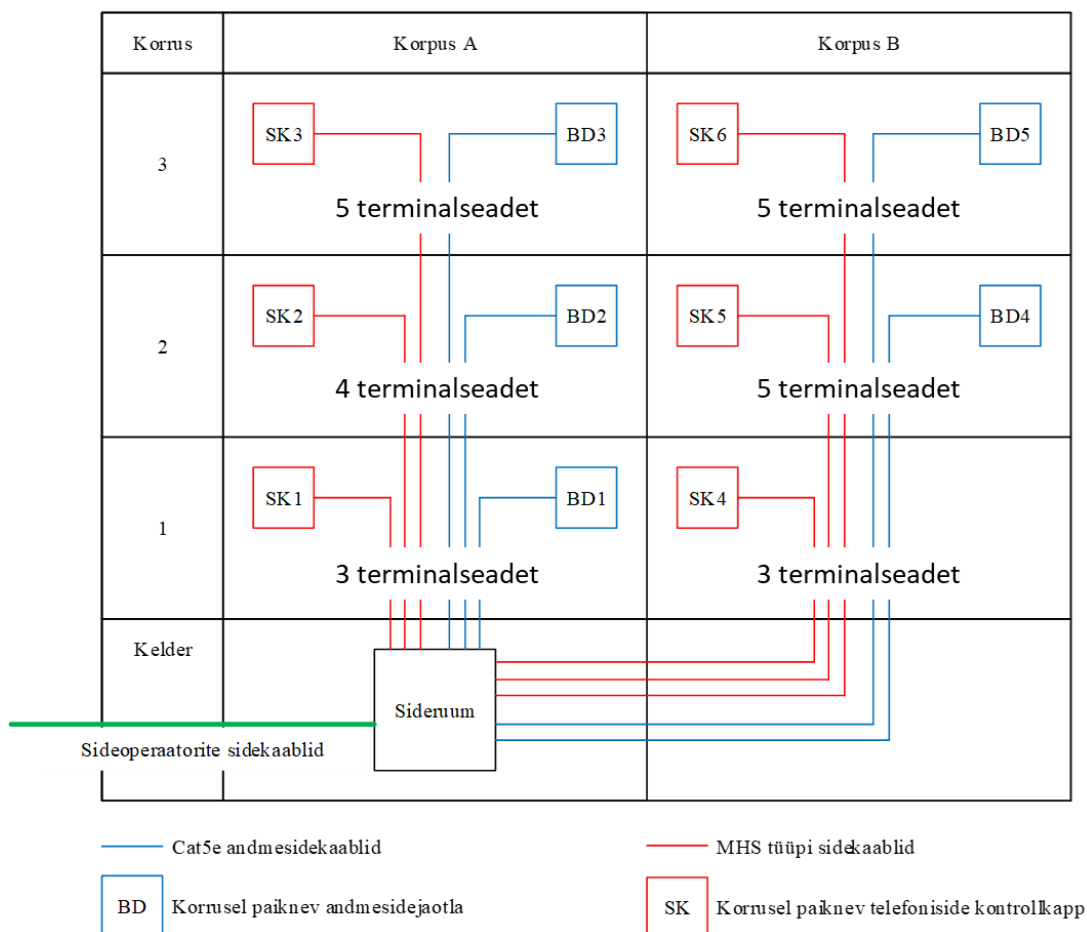 Korrus
Korpus A
Korpus B
3
SK3
BD3
SK6
BD5
5 terminalseadet
5 terminalseadet
2
SK2
BD2
SK5
BD4
4 terminalseadet
5 terminalseadet
1
SK1
BD1
SK4
3 terminalseadet
3 terminalseadet
Kelder
Sideruum
Sideoperaatorite sidekaablid
Cat5e andmesidekaablid
MHS tüüpi sidekaablid
BD
Korrusel paiknev andmesidejaotla
SK
Korrusel paiknev telefoniside kontrollkapp